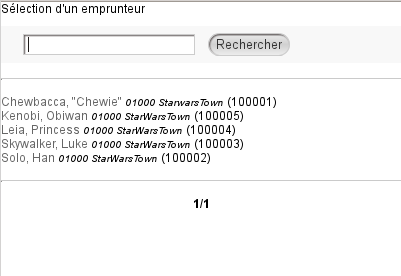 Sélection d'un emprunteur
Rechercher
Chewbacca, "Chewie" 01000 StarwarsTown (100001)
Kenobi, Obiwan 01000 StarWarsTown (100005)
Leia, Princess 01000 StarWarsTown (100004)
Skywalker, Luke 01000 StarWarsTown (100003)
Solo, Han 01000 StarWarsTown (100002)
1/1